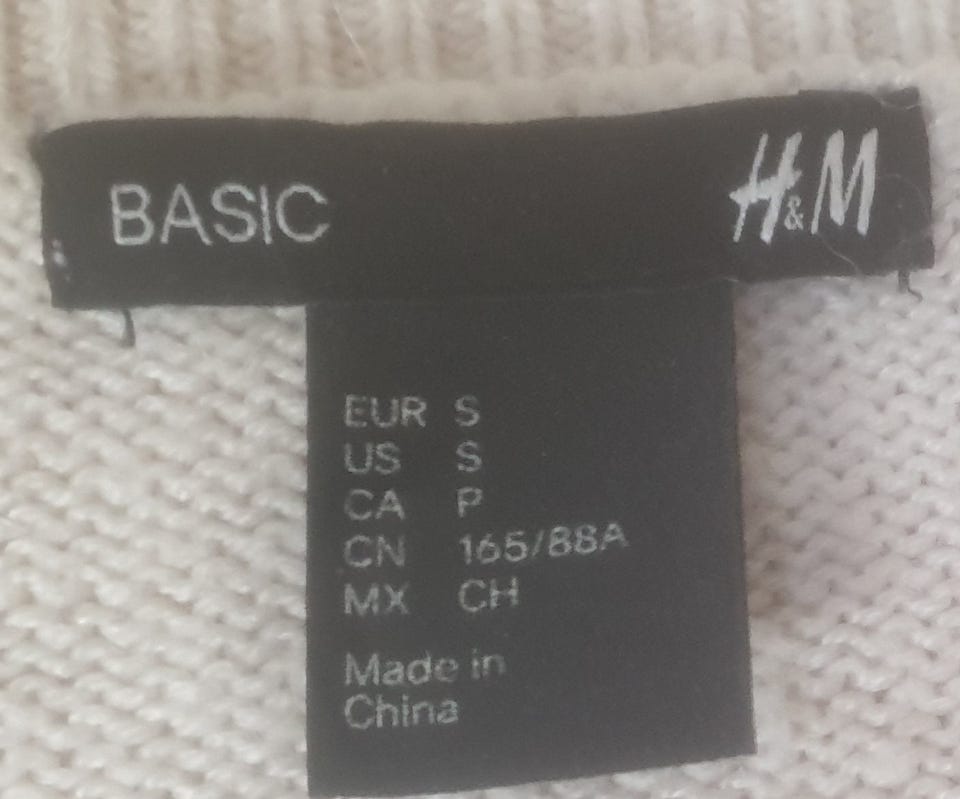 BASIC H&M
EUR S
US S
CA P
CN 165/88A
MX CH
Made in
China